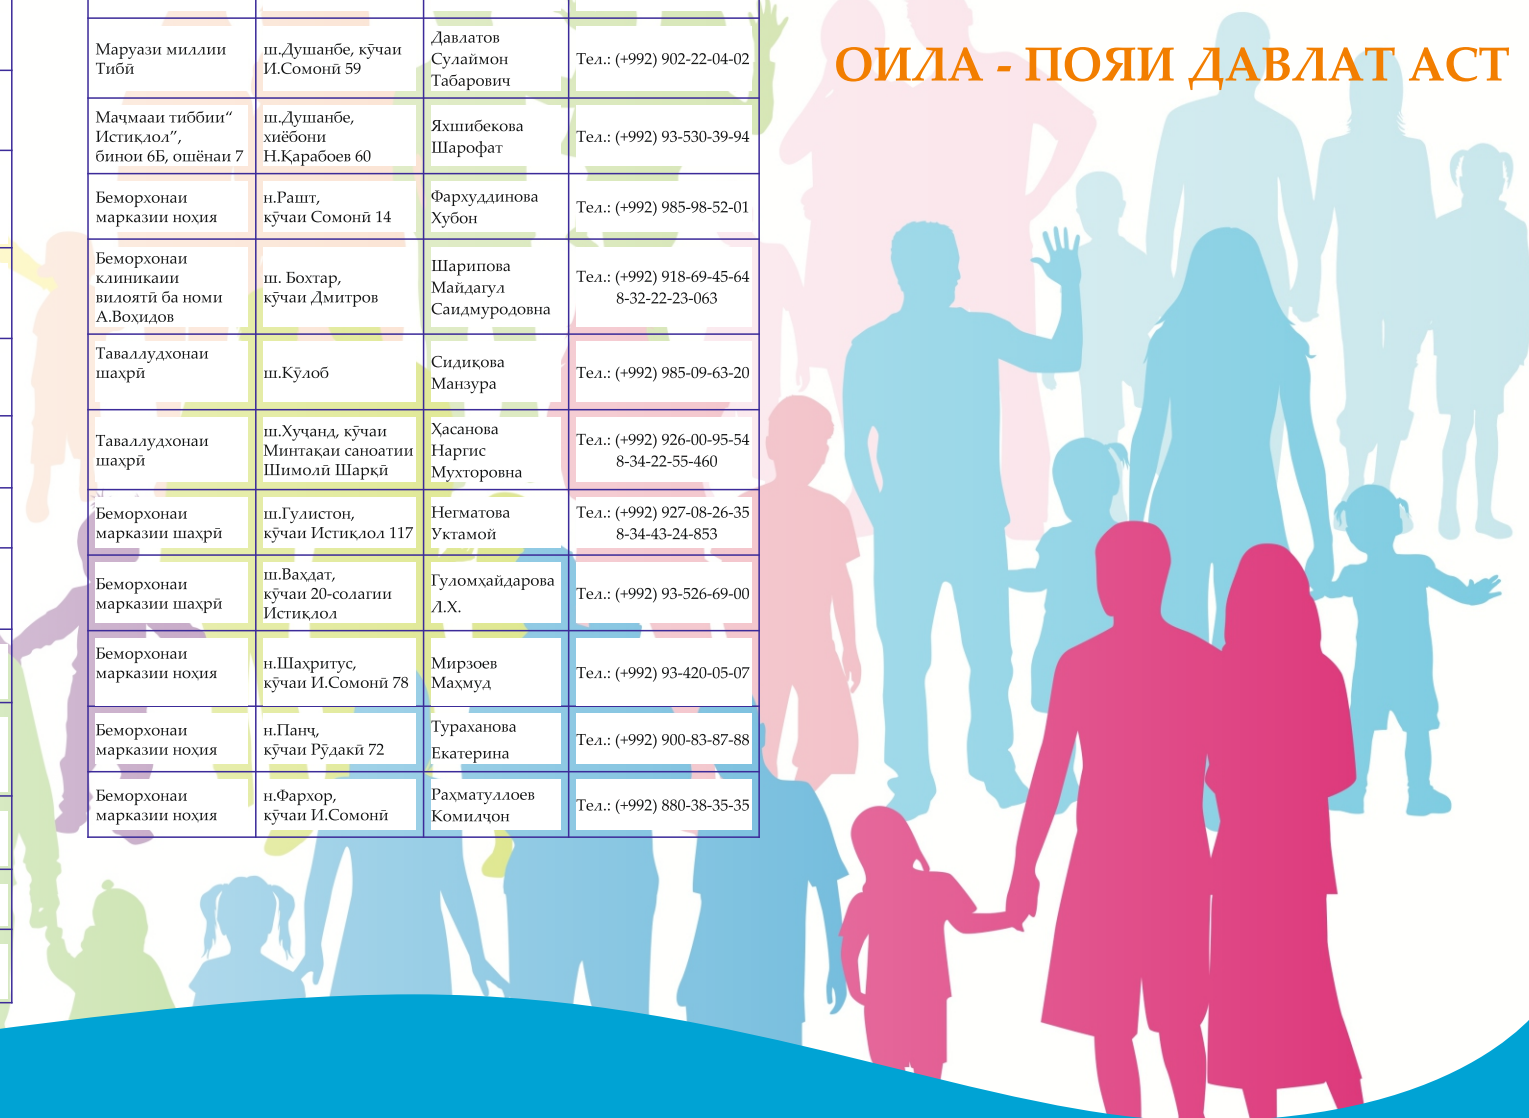 Маруази миллии
Тибӣ
ш.Душанбе, кӯчаи
И.Сомонӣ 59
Давлатов
Сулаймон
Табарович
Тел.: (+992) 902-22-04-02
Маҷмааи тиббии“
Истиқлол”,
бинои 6Б, ошёнаи 7
ш.Душанбе,
хиёбони
Н.Қарабоев 60
Яхшибекова
Шарофат
Тел.: (+992) 93-530-39-94
Беморхонаи
марказии ноҳия
н.Рашт,
кӯчаи Сомонӣ 14
Фархуддинова
Хубон
Тел.: (+992) 985-98-52-01
Беморхонаи
клиникаии
вилоятӣ ба номи
А.Воҳидов
ш. Бохтар,
кӯчаи Дмитров
Шарипова
Майдагул
Саидмуродовна
Тел.: (+992) 918-69-45-64
8-32-22-23-063
Таваллудхонаи
шаҳрӣ
ш.Кӯлоб
Сидиқова
Манзура
Тел.: (+992) 985-09-63-20
Таваллудхонаи
шаҳрӣ
ш.Хуҷанд, кӯчаи
Минтақаи саноатии
Шимолӣ Шарқӣ
Ҳасанова
Наргис
Мухторовна
Тел.: (+992) 926-00-95-54
8-34-22-55-460
Беморхонаи
марказии шаҳрӣ
ш.Гулистон,
кӯчаи Истиқлол 117
Негматова
Уктамой
Тел.: (+992) 927-08-26-35
8-34-43-24-853
Беморхонаи
марказии шаҳрӣ
ш.Ваҳдат,
кӯчаи 20-солагии
Истиқлол
Гуломҳайдарова
Л.Х.
Тел.: (+992) 93-526-69-00
Беморхонаи
марказии ноҳия
н.Шаҳритус,
кӯчаи И.Сомонӣ 78
Мирзоев
Маҳмуд
Тел.: (+992) 93-420-05-07
Беморхонаи
марказии ноҳия
н.Панҷ,
кӯчаи Рӯдакӣ 72
Тураханова
Екатерина
Тел.: (+992) 900-83-87-88
Беморхонаи
марказии ноҳия
н.Фархор,
кӯчаи И.Сомонӣ
Раҳматуллоев
Комилҷон
Тел.: (+992) 880-38-35-35
ОИЛА - ПОЯИ ДАВЛАТ АСТ